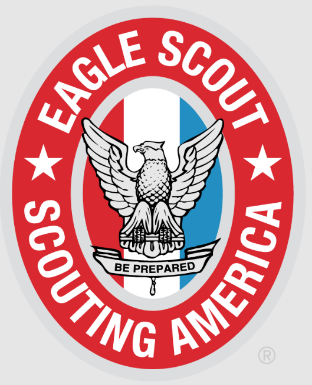 EAGLE SCOUT
BE PREPARED
SCOUTING AMERICA
®